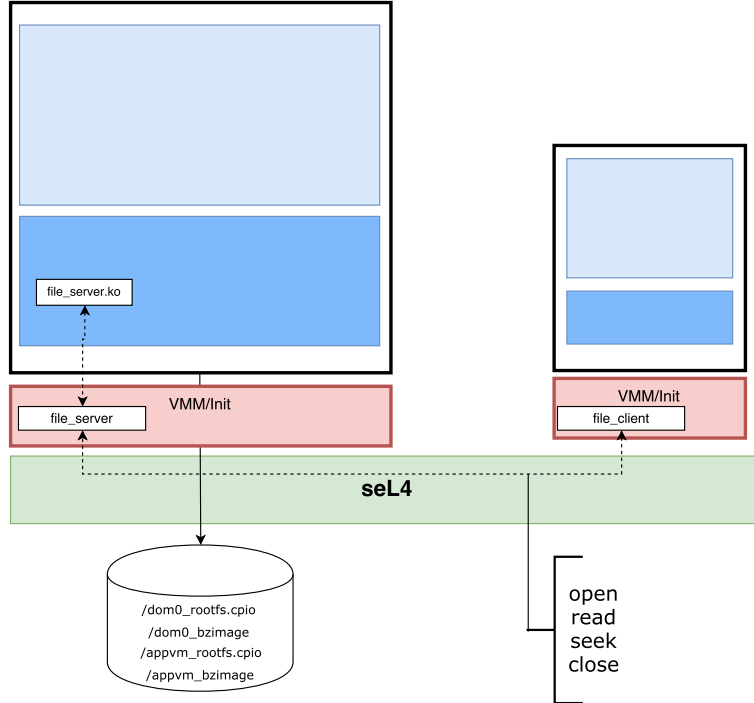 file_server.ko
VMM/Init
file_server
VMM/Init
file_client
seL4
/dom0_rootfs.cpio
/dom0_bzimage
/appvm_rootfs.cpio
/appvm_bzimage
open
read
seek
close